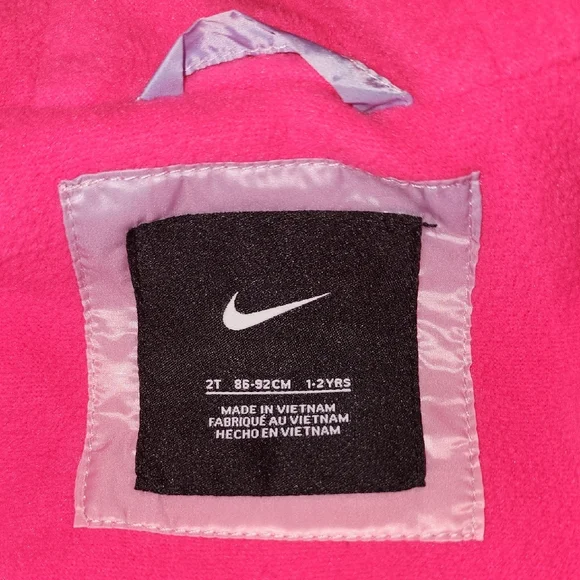 2T 86-92CM 1-2YRS
MADE IN VIETNAM
FABRIQUÉ AU VIETNAM
HECHO EN VIETNAM